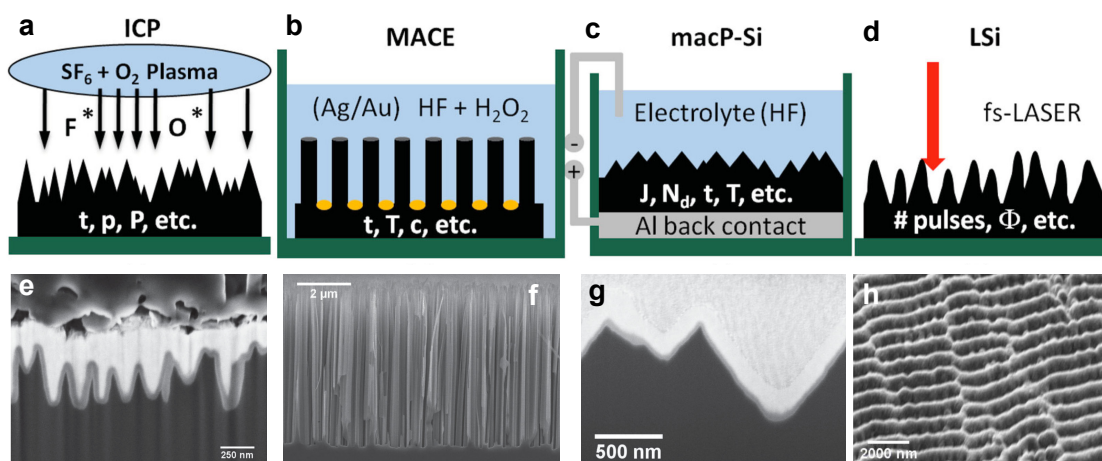 a
ICP
SF6 + O2 Plasma
F* O*
t, p, P, etc.
b
MACE
(Ag/Au) HF + H2O2
t, T, c, etc.
c
macP-Si
Electrolyte (HF)
-
+
J, Nd, t, T, etc.
Al back contact
d
LSi
fs-LASER
# pulses, Φ, etc.
e
250 nm
f
2 µm
g
500 nm
h
2000 nm